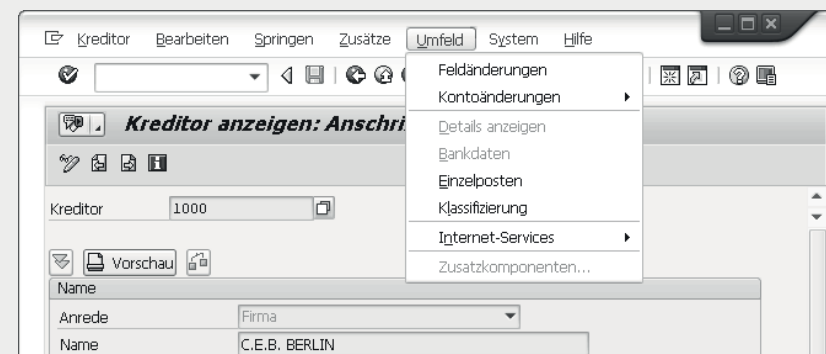 Kreditor Bearbeiten Springen Zusätze Umfeld System Hilfe
Feldänderungen
Kontoänderungen
Kreditor anzeigen:
Details anzeigen
Bankdaten
Einzelposten
Kreditor 1000
Klassifizierung
Internet-Services
Vorschau
Zusatzkomponenten...
Name
Anrede Firma
Name C.E.B. BERLIN